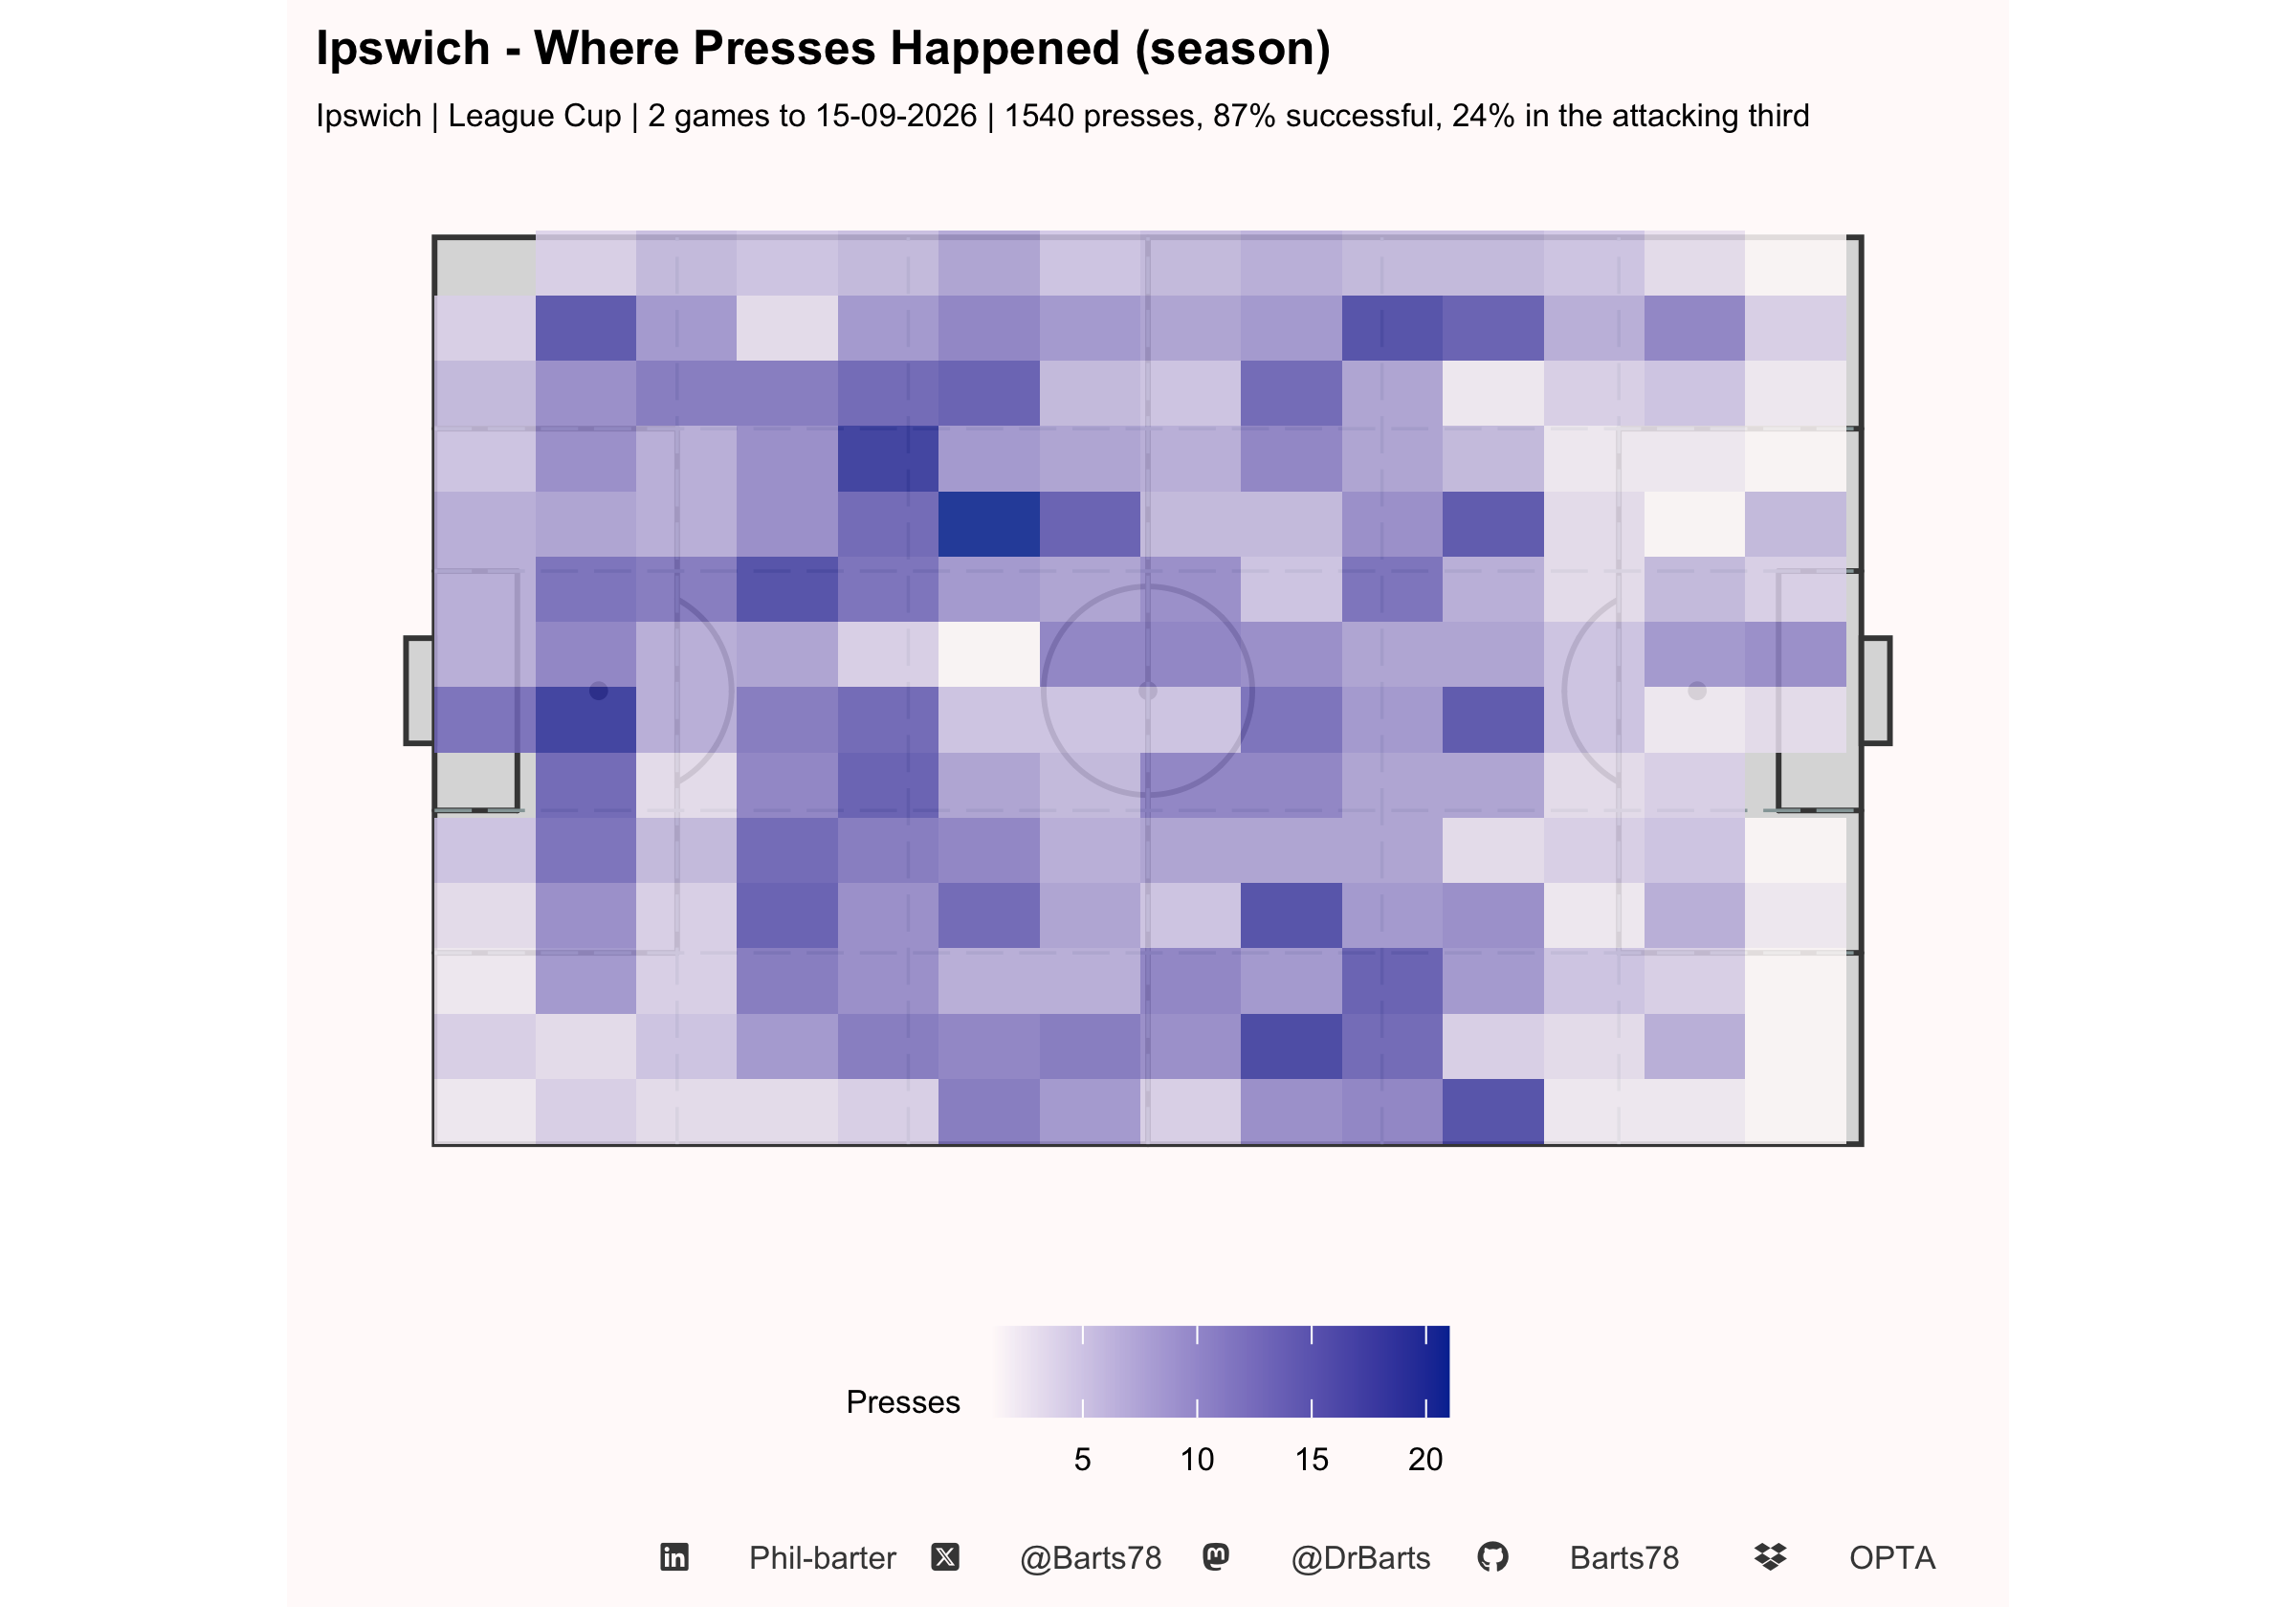 Ipswich - Where Presses Happened (season)
Ipswich | League Cup | 2 games to 15-09-2026 | 1540 presses, 87% successful, 24% in the attacking third
Presses
5 10 15 20
Phil-barter @Barts78 @DrBarts Barts78 OPTA